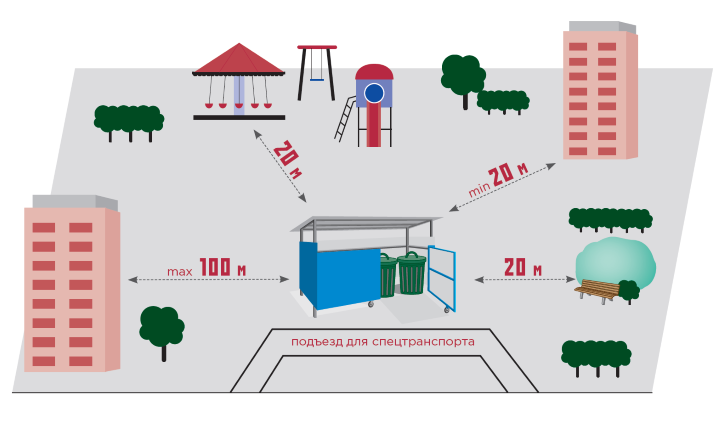 20 м
min 20 м
max 100 м
20 м
подъезд для спецтранспорта